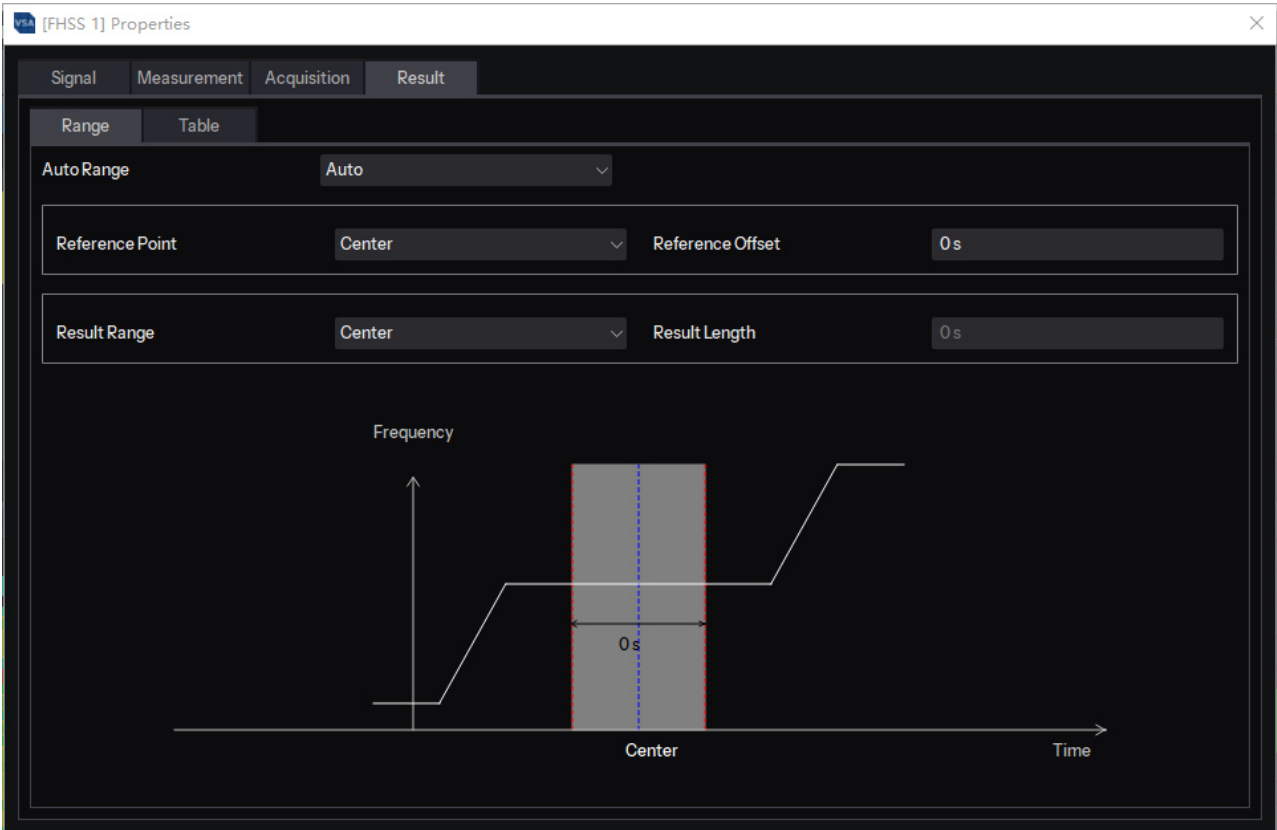 VSA [FHSS 1] Properties
Signal Measurement Acquisition Result
Range Table
Auto Range Auto
Reference Point Center Reference Offset 0 s
Result Range Center Result Length 0 s
Frequency
0 s
Center Time